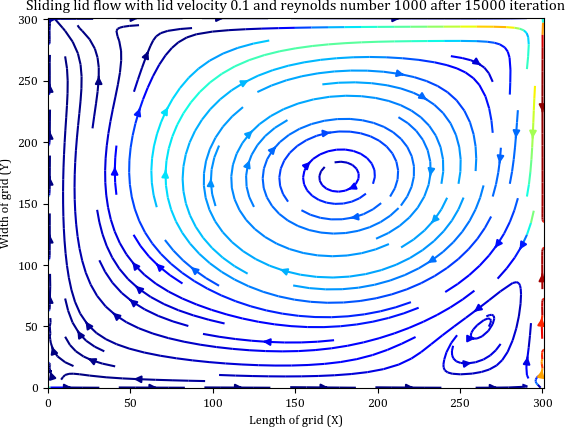 Sliding lid flow with lid velocity 0.1 and reynolds number 1000 after 15000 iteration
300
250
200
150
100
50
0
Width of grid (Y)
0 50 100 150 200 250 300
Length of grid (X)